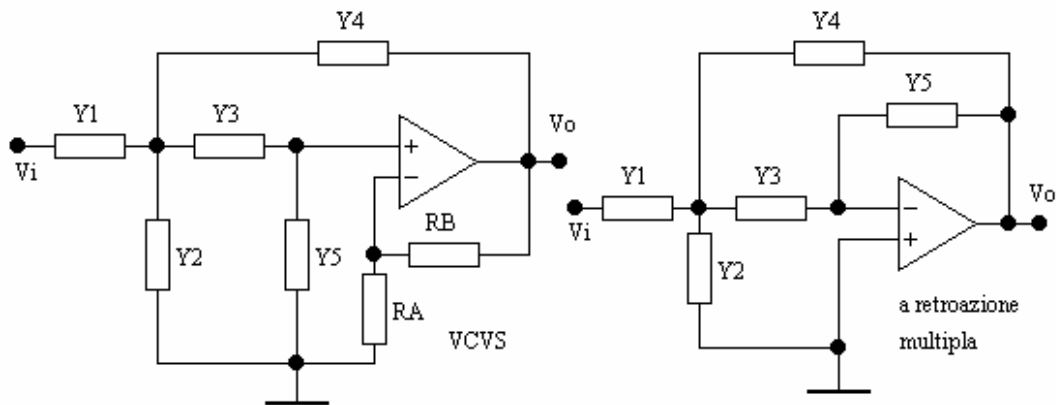 Y4
Y1
Y3
+
−
Vo
Vi
Y2
Y5
RB
RA
VCVS
Y4
Y5
Y1
Y3
−
+
Vo
Vi
Y2
a retroazione
multipla